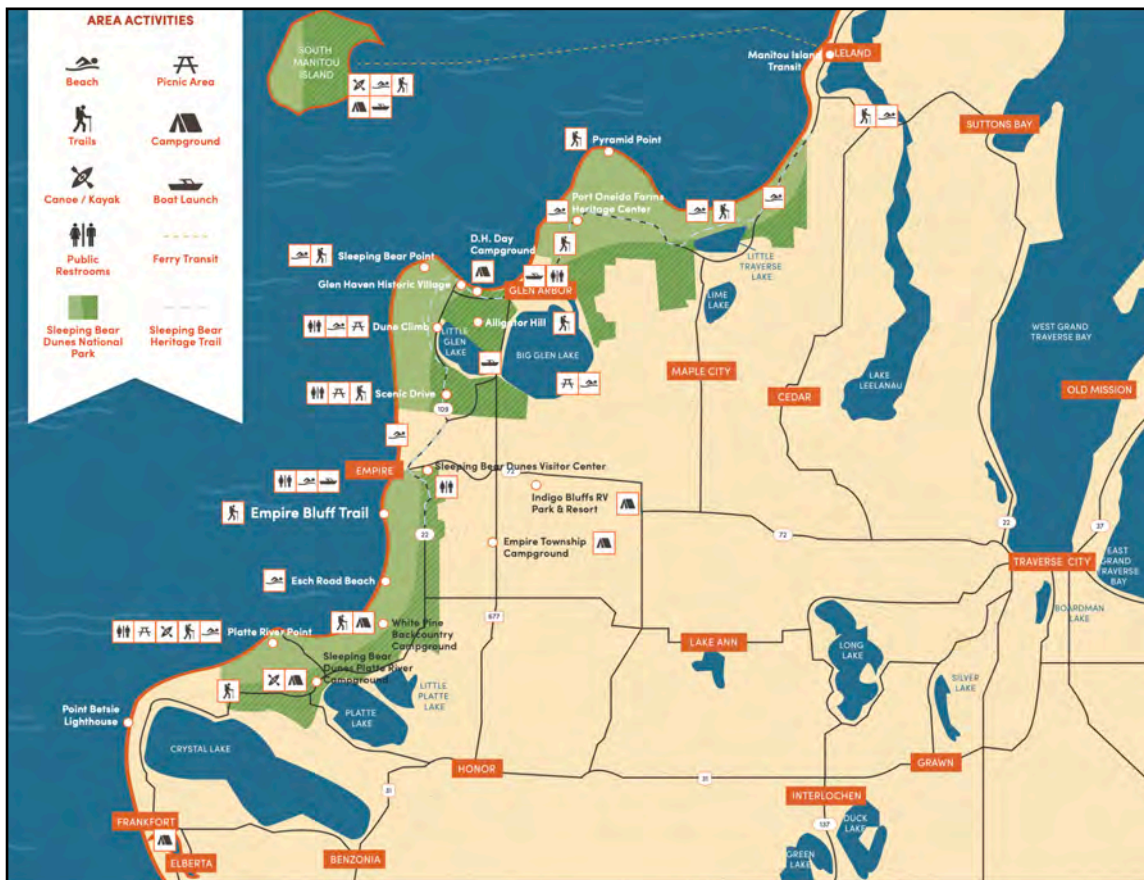 AREA ACTIVITIES
Beach
Picnic Area
Trails
Campground
Canoe / Kayak
Boat Launch
Public
Restrooms
Ferry Transit
Sleeping Bear
Dunes National
Park
Sleeping Bear
Heritage Trail
SOUTH
MANITOU
ISLAND
Manitou Island
Transit
LELAND
SUTTONS BAY
Pyramid Point
Port Oneida Farms
Heritage Center
D.H. Day
Campground
Sleeping Bear Point
Glen Haven Historic Village
GLEN ARBOR
LITTLE
TRAVERSE
LAKE
LIME
LAKE
Dune Climb
LITTLE
GLEN
LAKE
Alligator Hill
BIG GLEN LAKE
WEST GRAND
TRAVERSE BAY
MAPLE CITY
LAKE
LEELANAU
OLD MISSION
CEDAR
Scenic Drive
109
EMPIRE
Sleeping Bear Dunes Visitor Center
72
Indigo Bluffs RV
Park & Resort
Empire Bluff Trail
22
Empire Township
Campground
72
22
37
TRAVERSE CITY
EAST
GRAND
TRAVERSE
BAY
Esch Road Beach
BOARDMAN
LAKE
677
White Pine
Backcountry
Campground
Platte River Point
LAKE ANN
LONG
LAKE
Sleeping Bear
Dunes Platte River
Campground
LITTLE
PLATTE
LAKE
SILVER
LAKE
Point Betsie
Lighthouse
PLATTE
LAKE
CRYSTAL LAKE
HONOR
GRAWN
31
31
INTERLOCHEN
FRANKFORT
137
DUCK
LAKE
ELBERTA
BENZONIA
GREEN
LAKE